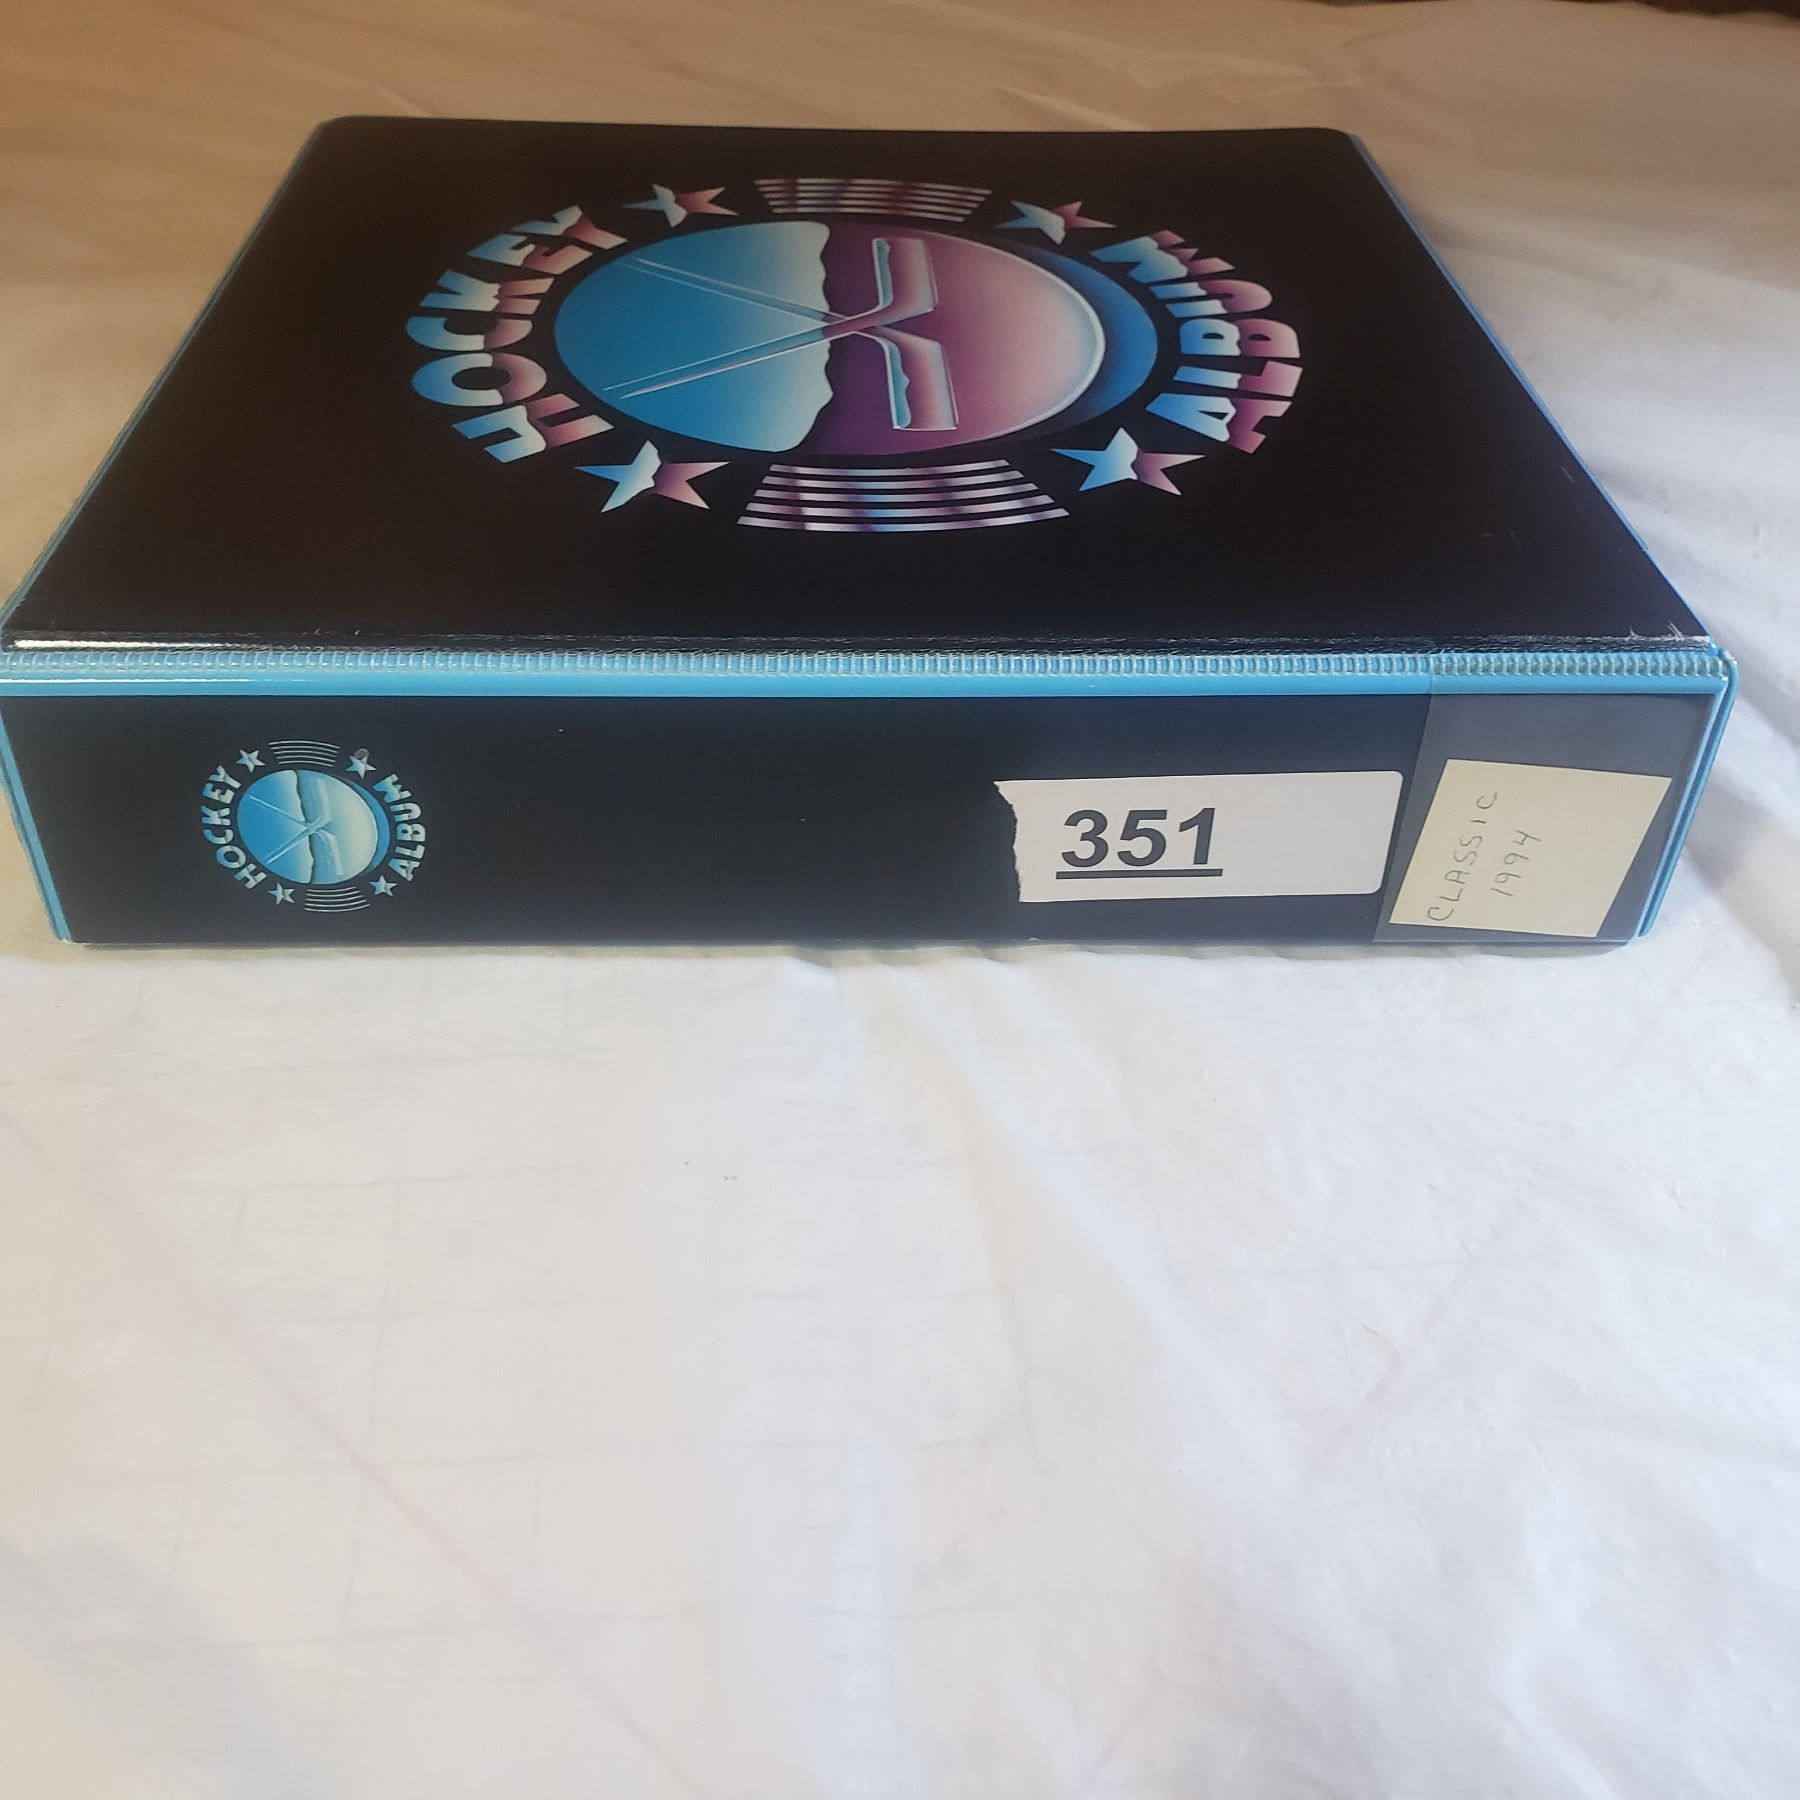 HOCKEY ALBUM
HOCKEY ALBUM
351
CLASSIC
1994